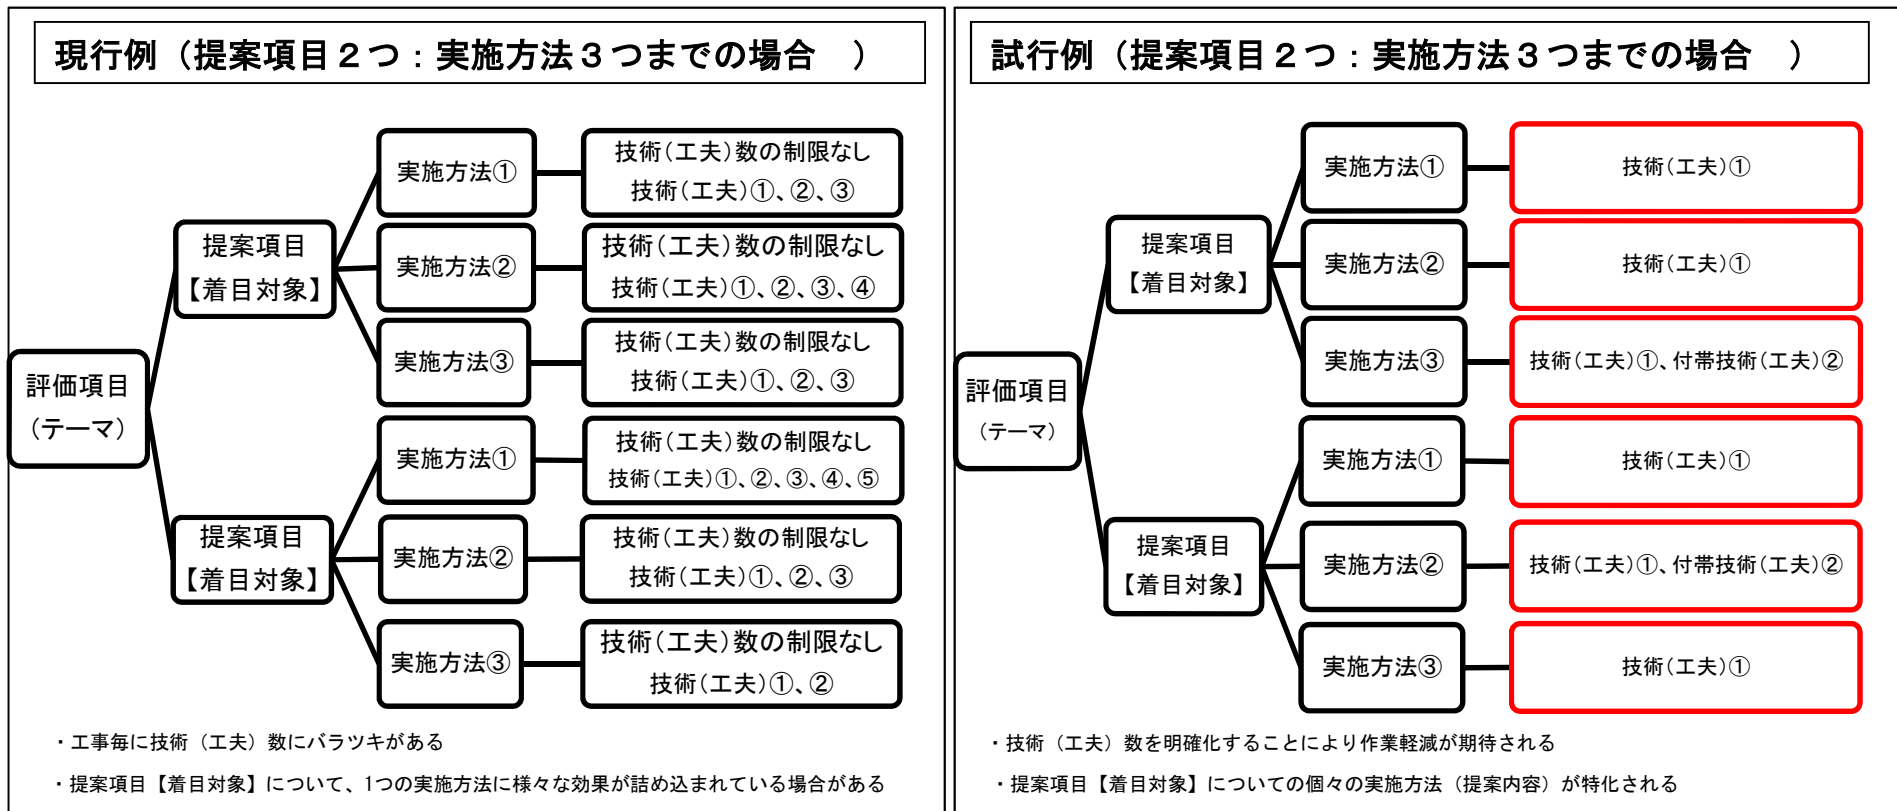 現行例（提案項目２つ：実施方法３つまでの場合　）
評価項目
（テーマ）
提案項目
【着目対象】
実施方法①
技術（工夫）数の制限なし
技術（工夫）①、②、③
実施方法②
技術（工夫）数の制限なし
技術（工夫）①、②、③、④
実施方法③
技術（工夫）数の制限なし
技術（工夫）①、②、③
提案項目
【着目対象】
実施方法①
技術（工夫）数の制限なし
技術（工夫）①、②、③、④、⑤
実施方法②
技術（工夫）数の制限なし
技術（工夫）①、②、③
実施方法③
技術（工夫）数の制限なし
技術（工夫）①、②
・工事毎に技術（工夫）数にバラツキがある
・提案項目【着目対象】について、1つの実施方法に様々な効果が詰め込まれている場合がある
試行例（提案項目２つ：実施方法３つまでの場合　）
評価項目
（テーマ）
提案項目
【着目対象】
実施方法①
技術（工夫）①
実施方法②
技術（工夫）①
実施方法③
技術（工夫）①、付帯技術（工夫）②
提案項目
【着目対象】
実施方法①
技術（工夫）①
実施方法②
技術（工夫）①、付帯技術（工夫）②
実施方法③
技術（工夫）①
・技術（工夫）数を明確化することにより作業軽減が期待される
・提案項目【着目対象】についての個々の実施方法（提案内容）が特化される